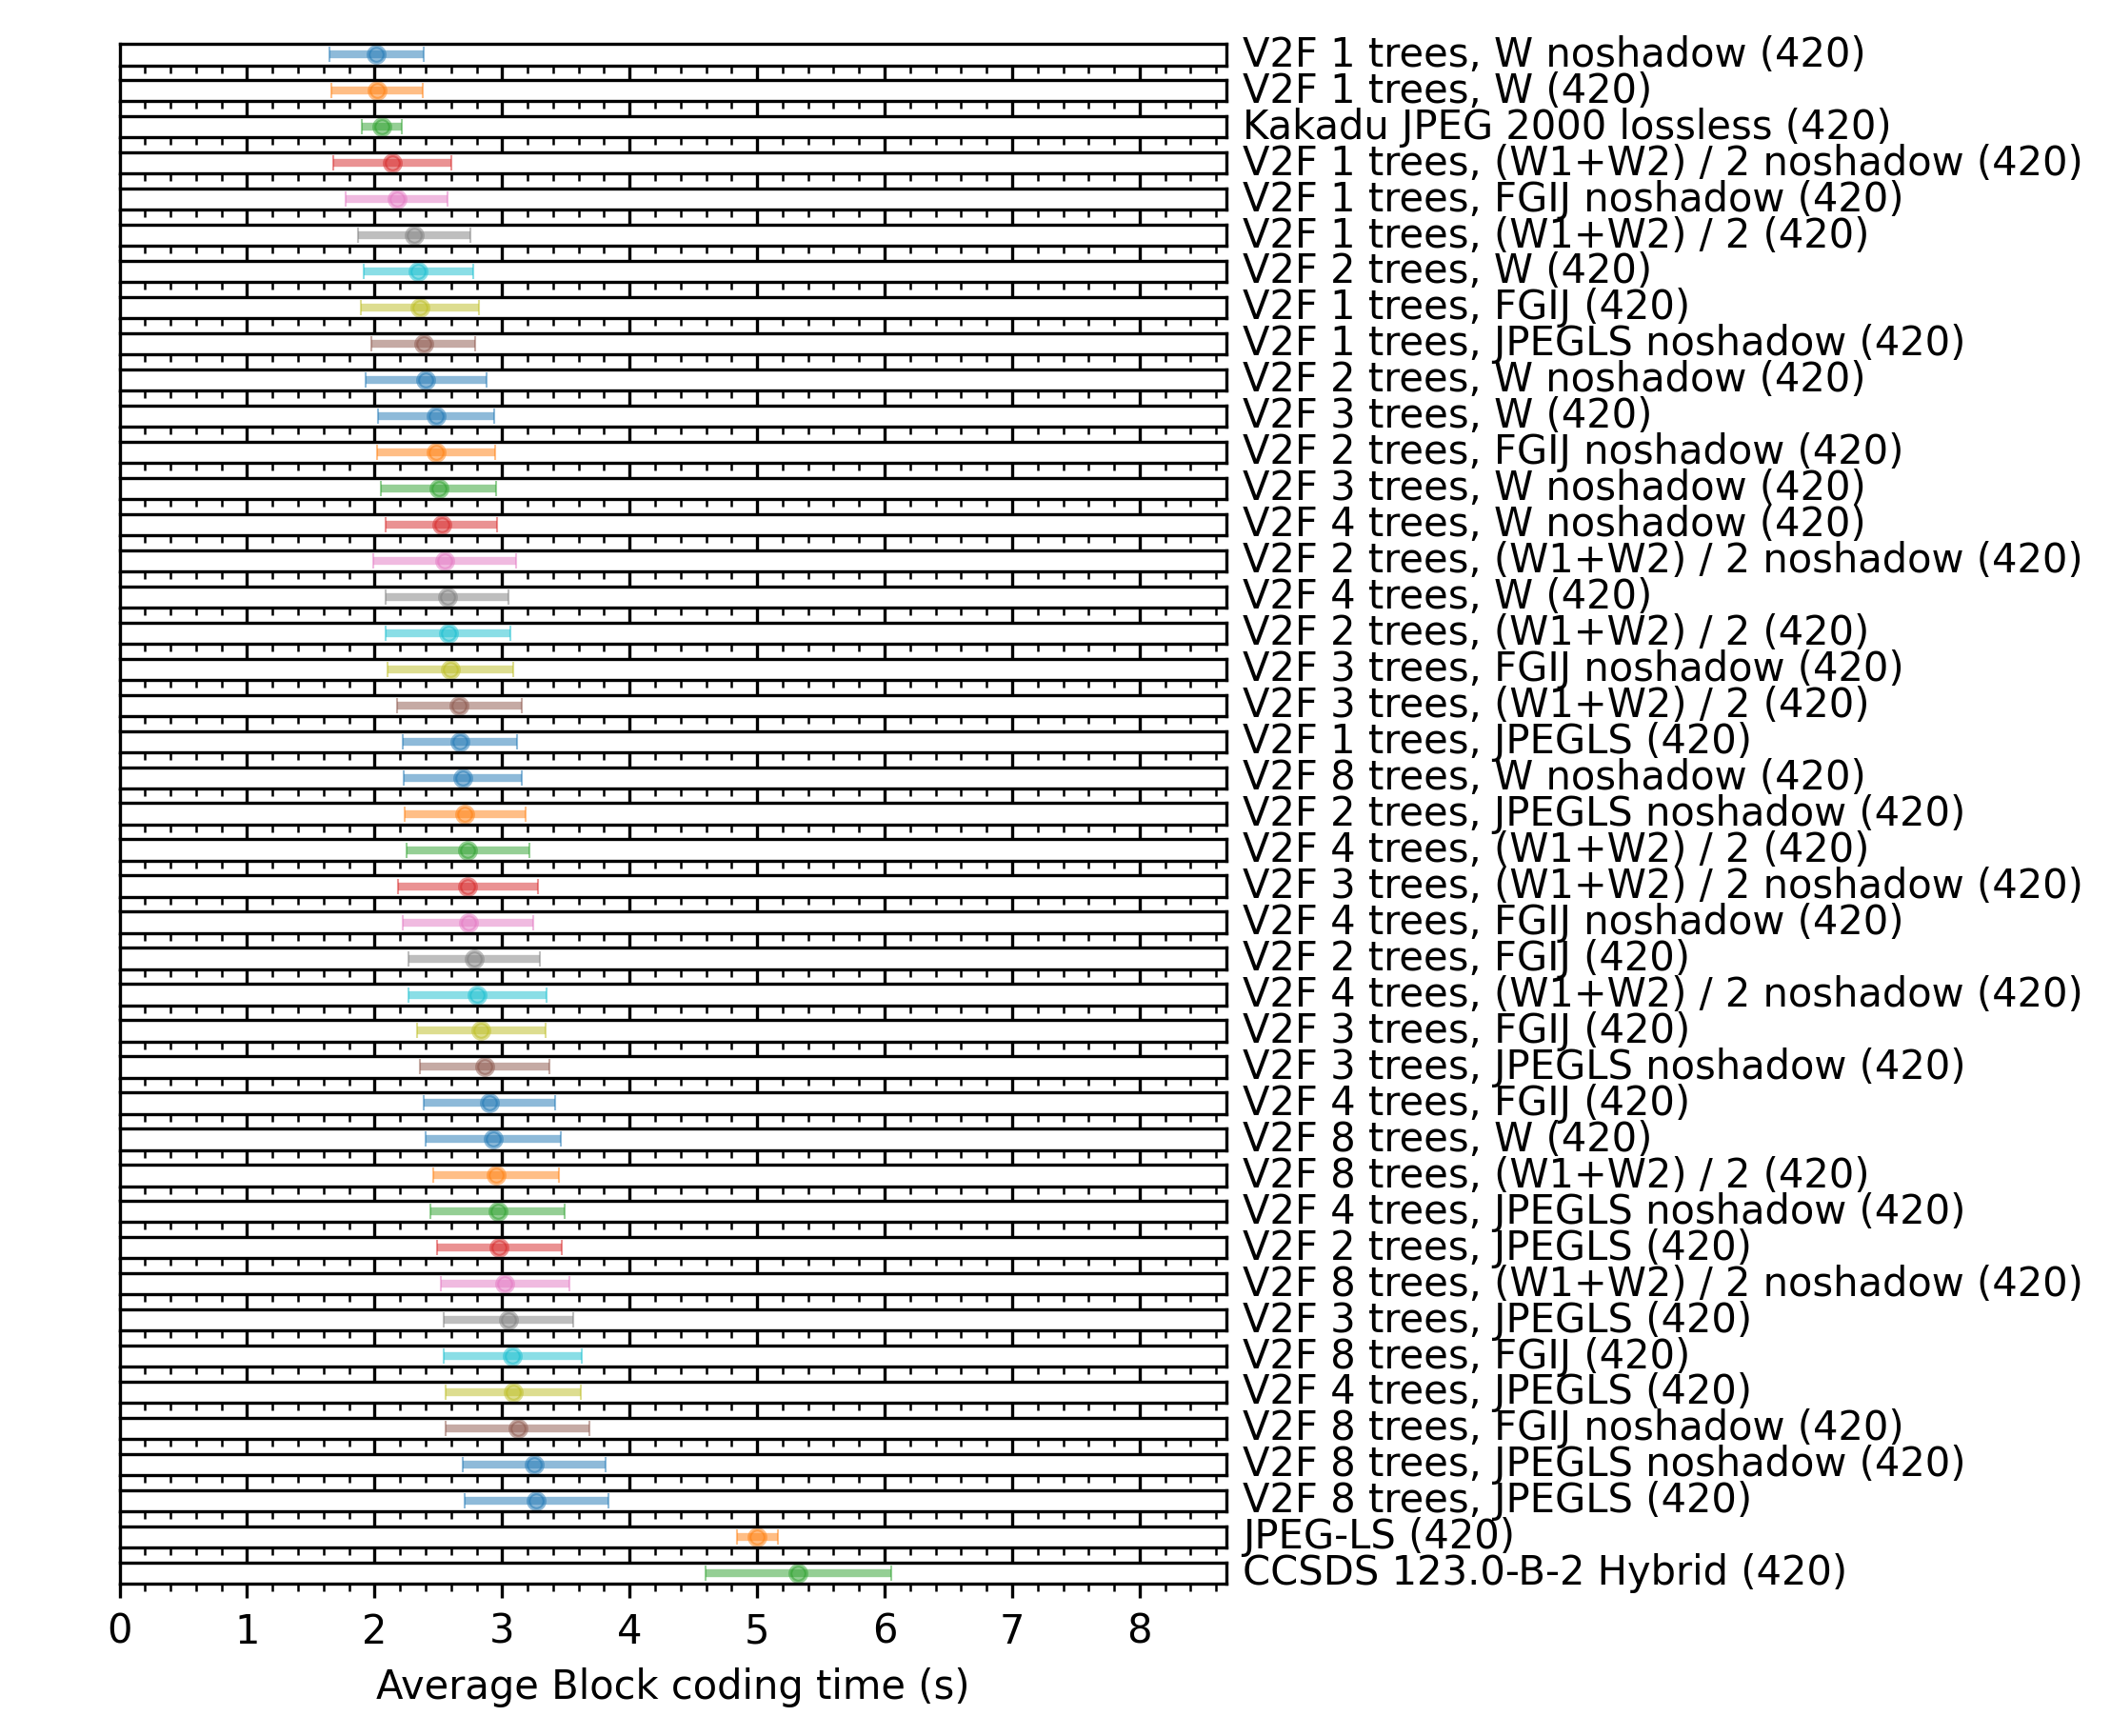 V2F 1 trees, W noshadow (420)
V2F 1 trees, W (420)
Kakadu JPEG 2000 lossless (420)
V2F 1 trees, (W1+W2) / 2 noshadow (420)
V2F 1 trees, FGIJ noshadow (420)
V2F 1 trees, (W1+W2) / 2 (420)
V2F 2 trees, W (420)
V2F 1 trees, FGIJ (420)
V2F 1 trees, JPEGLS noshadow (420)
V2F 2 trees, W noshadow (420)
V2F 3 trees, W (420)
V2F 2 trees, FGIJ noshadow (420)
V2F 3 trees, W noshadow (420)
V2F 4 trees, W noshadow (420)
V2F 2 trees, (W1+W2) / 2 noshadow (420)
V2F 4 trees, W (420)
V2F 2 trees, (W1+W2) / 2 (420)
V2F 3 trees, FGIJ noshadow (420)
V2F 3 trees, (W1+W2) / 2 (420)
V2F 1 trees, JPEGLS (420)
V2F 8 trees, W noshadow (420)
V2F 2 trees, JPEGLS noshadow (420)
V2F 4 trees, (W1+W2) / 2 (420)
V2F 3 trees, (W1+W2) / 2 noshadow (420)
V2F 4 trees, FGIJ noshadow (420)
V2F 2 trees, FGIJ (420)
V2F 4 trees, (W1+W2) / 2 noshadow (420)
V2F 3 trees, FGIJ (420)
V2F 3 trees, JPEGLS noshadow (420)
V2F 4 trees, FGIJ (420)
V2F 8 trees, W (420)
V2F 8 trees, (W1+W2) / 2 (420)
V2F 4 trees, JPEGLS noshadow (420)
V2F 2 trees, JPEGLS (420)
V2F 8 trees, (W1+W2) / 2 noshadow (420)
V2F 3 trees, JPEGLS (420)
V2F 8 trees, FGIJ (420)
V2F 4 trees, JPEGLS (420)
V2F 8 trees, FGIJ noshadow (420)
V2F 8 trees, JPEGLS noshadow (420)
V2F 8 trees, JPEGLS (420)
JPEG-LS (420)
CCSDS 123.0-B-2 Hybrid (420)
0 1 2 3 4 5 6 7 8
Average Block coding time (s)